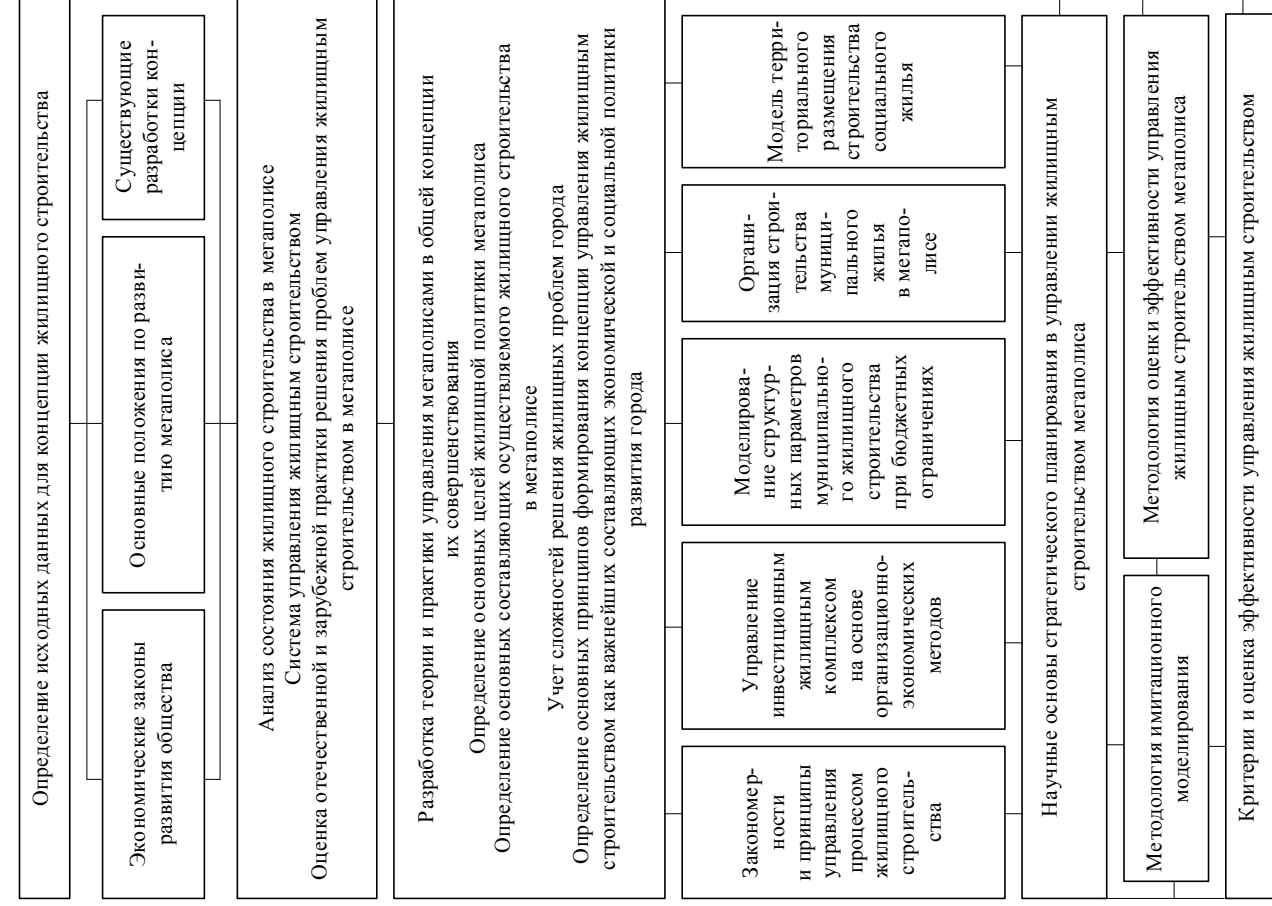 Определение исходных данных для концепции жилищного строительства
Экономические законы
развития общества
Основные положения по разви-
тию мегаполиса
Существующие
разработки кон-
цепции
Анализ состояния жилищного строительства в мегаполисе
Система управления жилищным строительством
Оценка отечественной и зарубежной практики решения проблем управления жилищным
строительством в мегаполисе
Разработка теории и практики управления мегаполисами в общей концепции
их совершенствования
Определение основных целей жилищной политики мегаполиса
Определение основных составляющих осуществляемого жилищного строительства
в мегаполисе
Учет сложностей решения жилищных проблем города
Определение основных принципов формирования концепции управления жилищным
строительством как важнейших составляющих экономической и социальной политики
развития города
Закономер-
ности
и принципы
управления
процессом
жилищного
строитель-
ства
Управление
инвестиционным
жилищным
комплексом
на основе
организационно-
экономических
методов
Моделирова-
ние структур-
ных параметров
муниципально-
го жилищного
строительства
при бюджетных
ограничениях
Органи-
зация строи-
тельства
муници-
пального
жилья
в мегапо-
лисе
Модель терри-
ториального
размещения
строительства
социального
жилья
Научные основы стратегического планирования в управлении жилищным
строительством мегаполиса
Методология имитационного
моделирования
Методология оценки эффективности управления
жилищным строительством мегаполиса
Критерии и оценка эффективности управления жилищным строительством